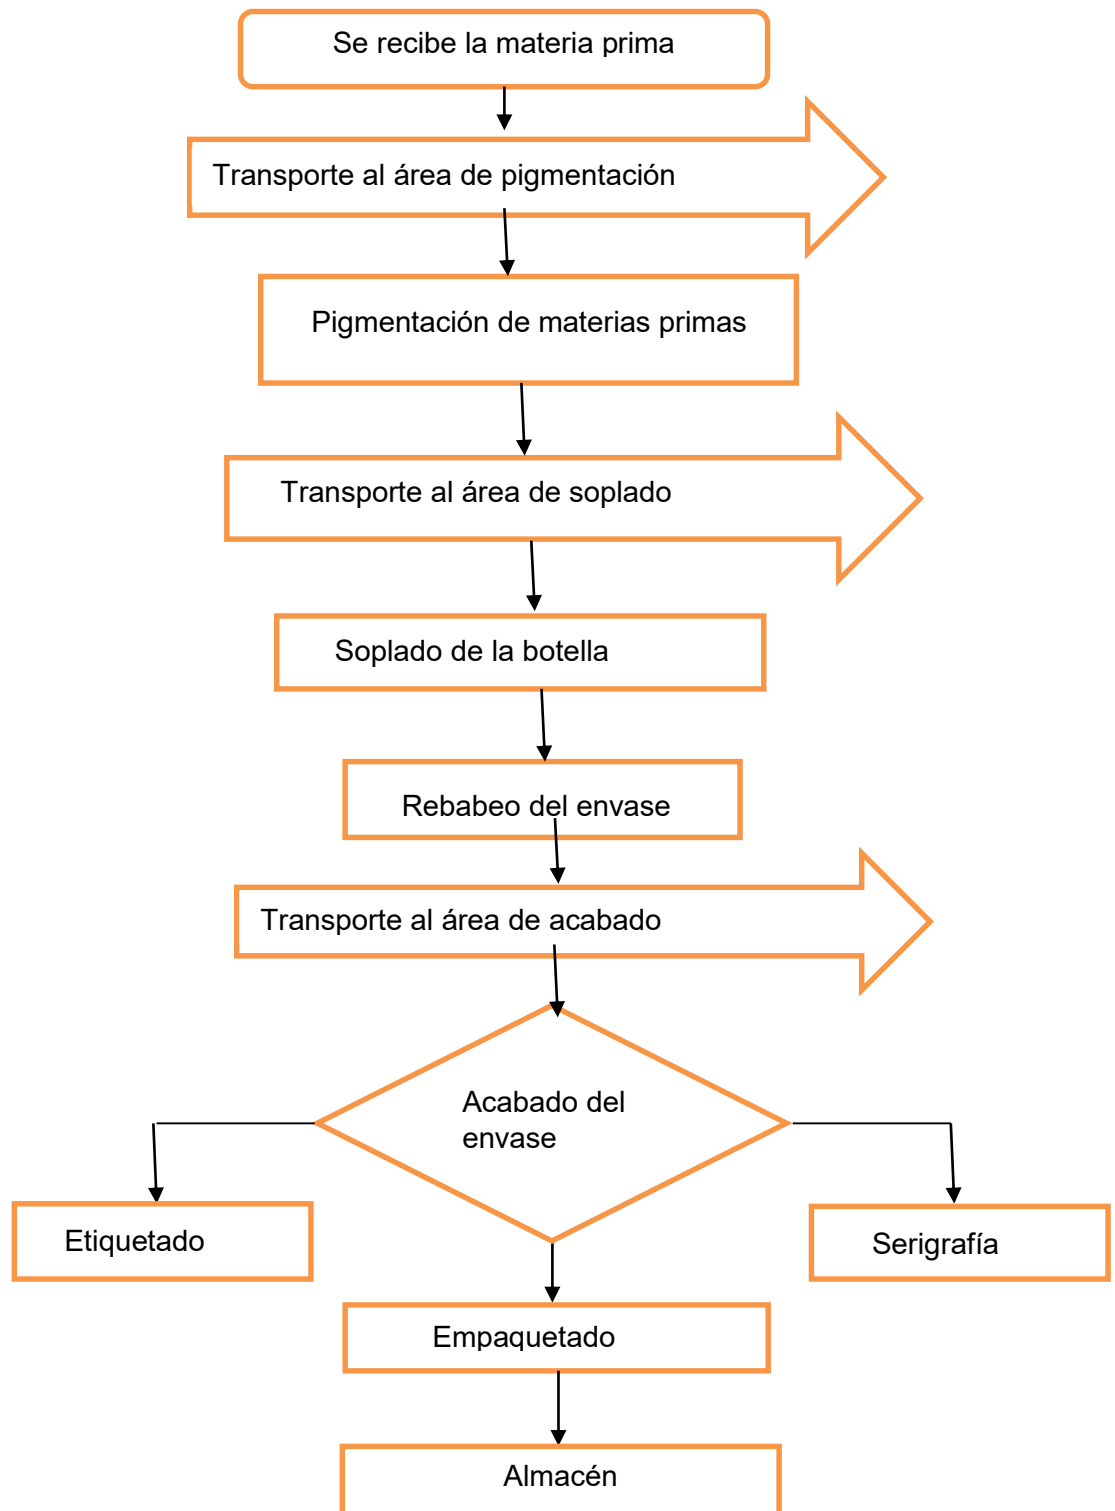 Se recibe la materia prima
Transporte al área de pigmentación
Pigmentación de materias primas
Transporte al área de soplado
Soplado de la botella
Rebabeo del envase
Transporte al área de acabado
Acabado del
envase
Etiquetado
Serigrafía
Empaquetado
Almacén